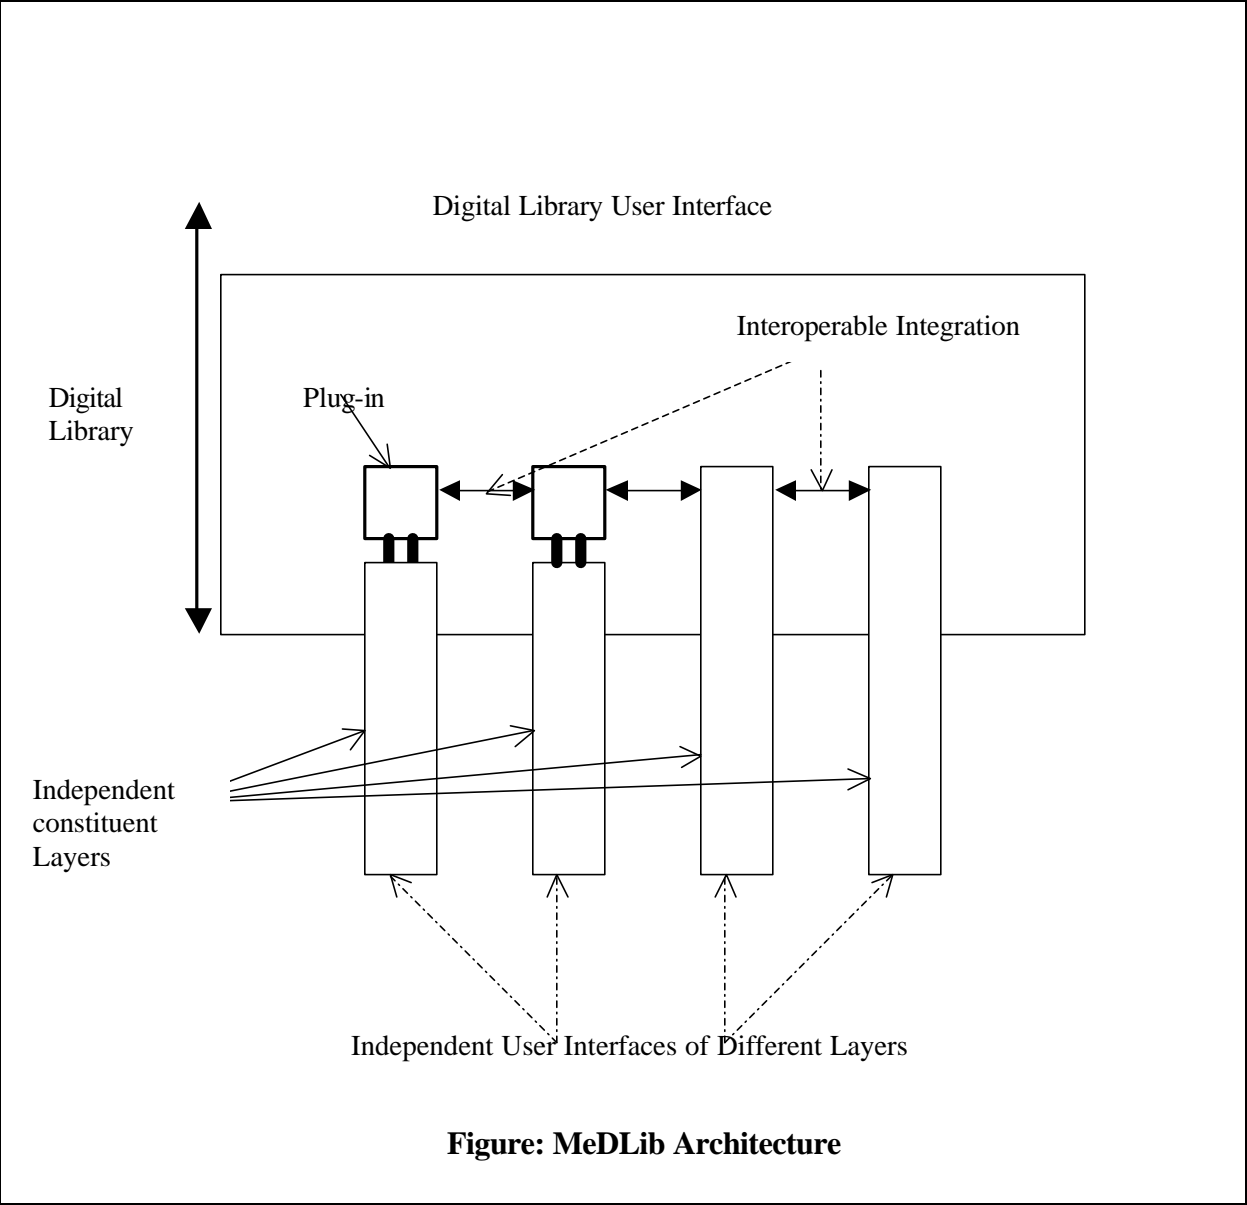 Digital Library User Interface
Interoperable Integration
Plug-in
Digital
Library
Independent
constituent
Layers
Independent User Interfaces of Different Layers
Figure: MeDLib Architecture